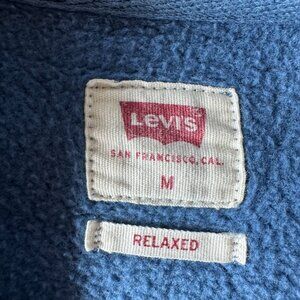 Levi's
SAN FRANCISCO, CAL.
M
RELAXED